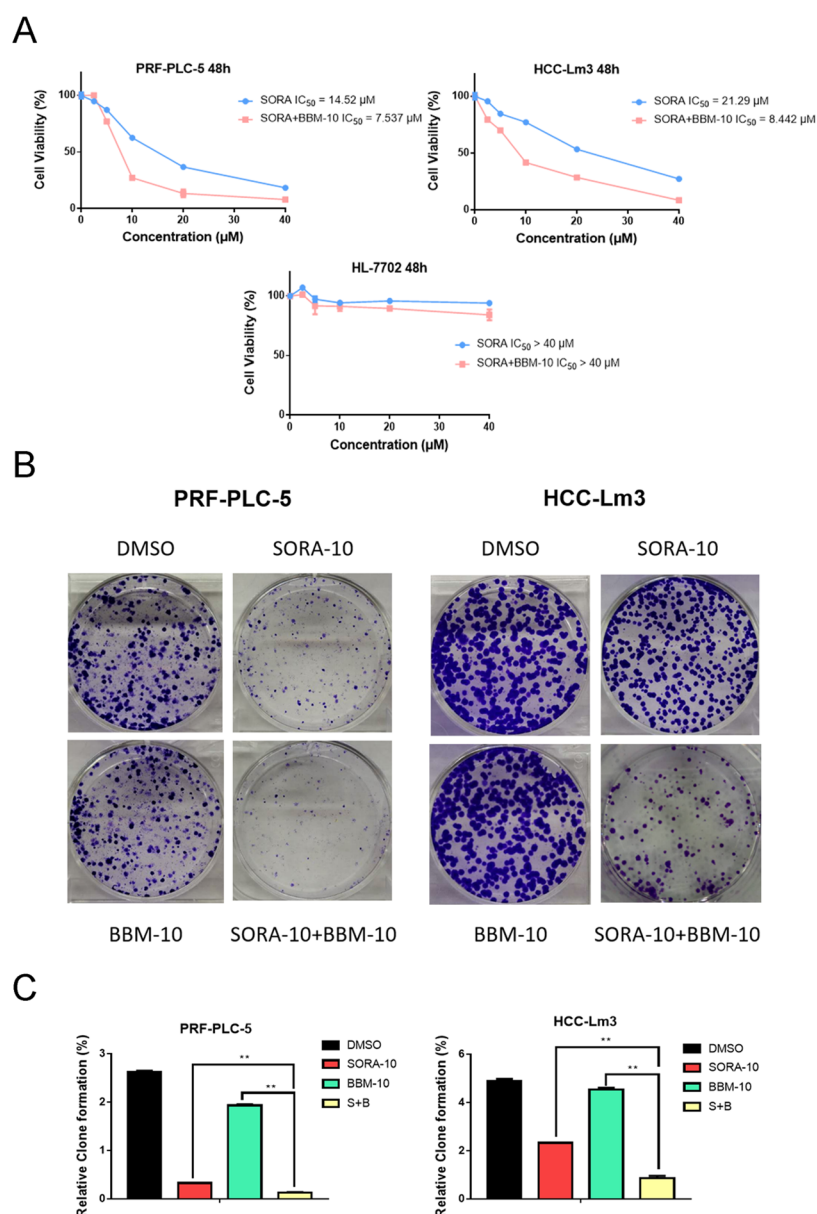 A
PRF-PLC-5 48h
Cell Viability (%)
100
50
0
0 10 20 30 40
Concentration (µM)
SORA IC50 = 14.52 µM
SORA+BBM-10 IC50 = 7.537 µM
HCC-Lm3 48h
Cell Viability (%)
100
50
0
0 10 20 30 40
Concentration (µM)
SORA IC50 = 21.29 µM
SORA+BBM-10 IC50 = 8.442 µM
HL-7702 48h
Cell Viability (%)
100
50
0
0 10 20 30 40
Concentration (µM)
SORA IC50 > 40 µM
SORA+BBM-10 IC50 > 40 µM
B
PRF-PLC-5
HCC-Lm3
DMSO
SORA-10
DMSO
SORA-10
BBM-10
SORA-10+BBM-10
BBM-10
SORA-10+BBM-10
C
PRF-PLC-5
Relative Clone formation (%)
3
2
1
0
**
**
DMSO
SORA-10
BBM-10
S+B
HCC-Lm3
Relative Clone formation (%)
6
4
2
0
**
**
DMSO
SORA-10
BBM-10
S+B